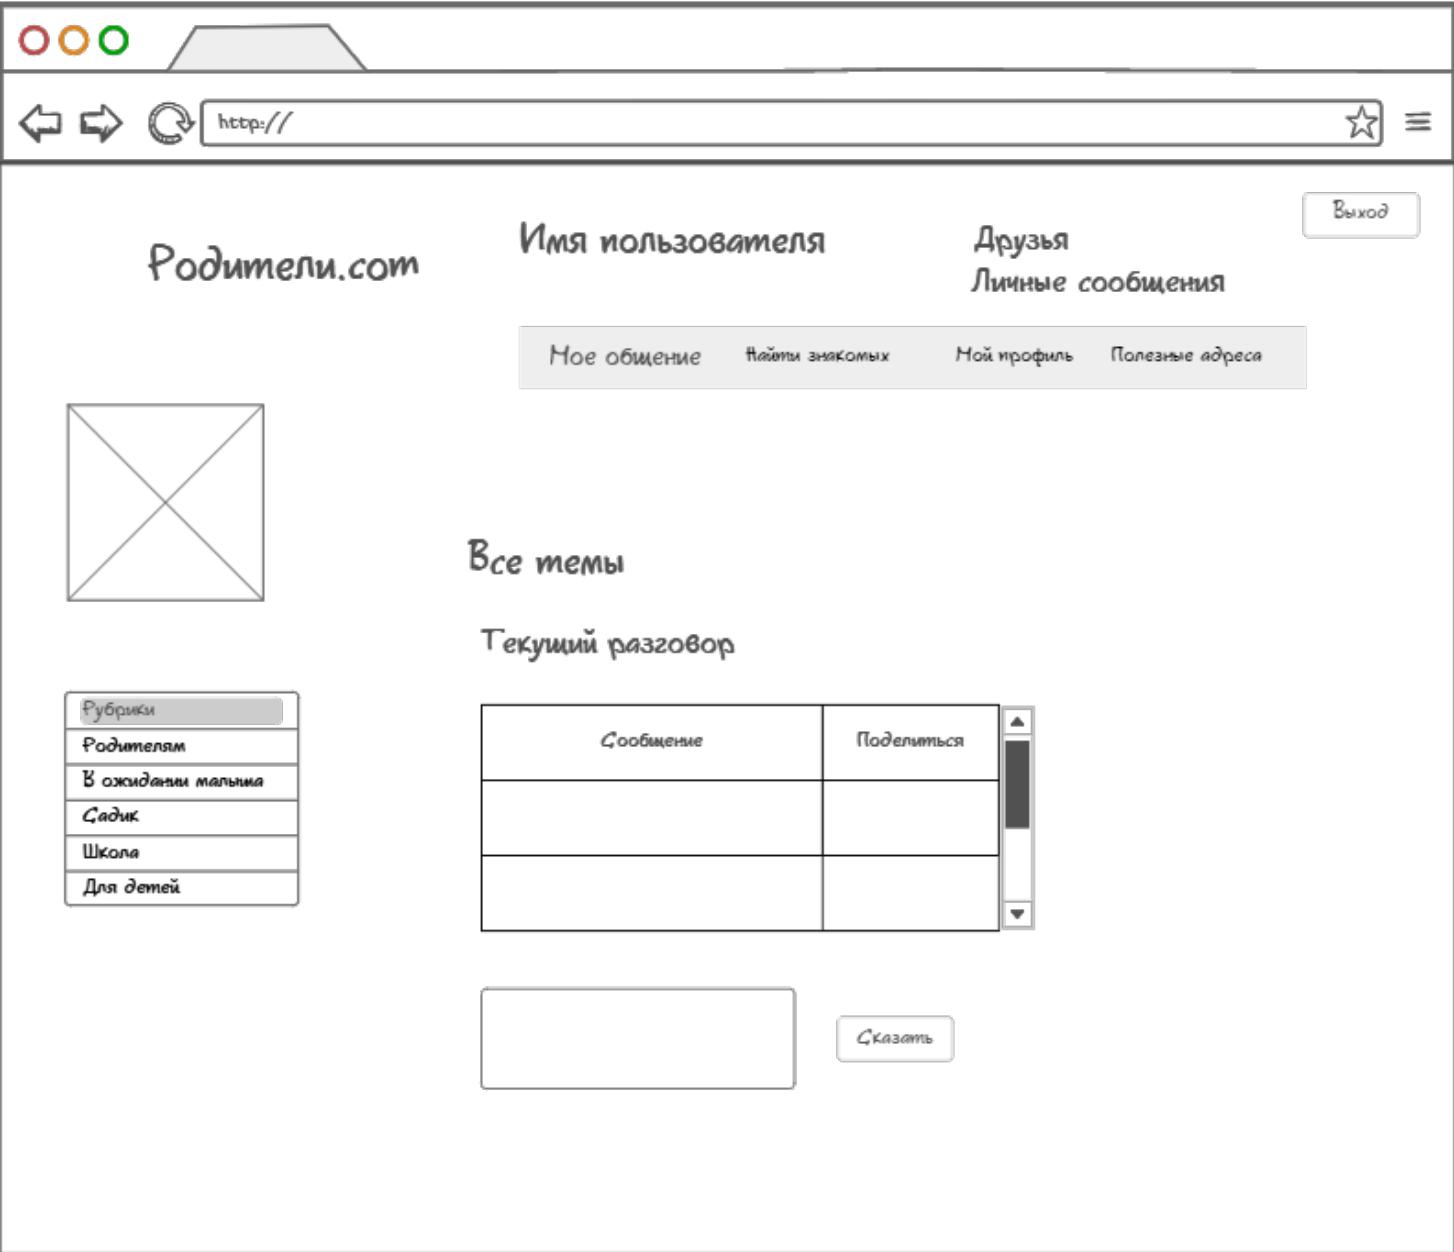 http://
Выход
Родители.com
Имя пользователя
Друзья
Личные сообщения
Мое общение Найти знакомых Мой профиль Полезные адреса
Все темы
Текущий разговор
Рубрики
Родителям
В ожидании малыша
Садик
Школа
Для детей
Сообщение Поделиться
Сказать